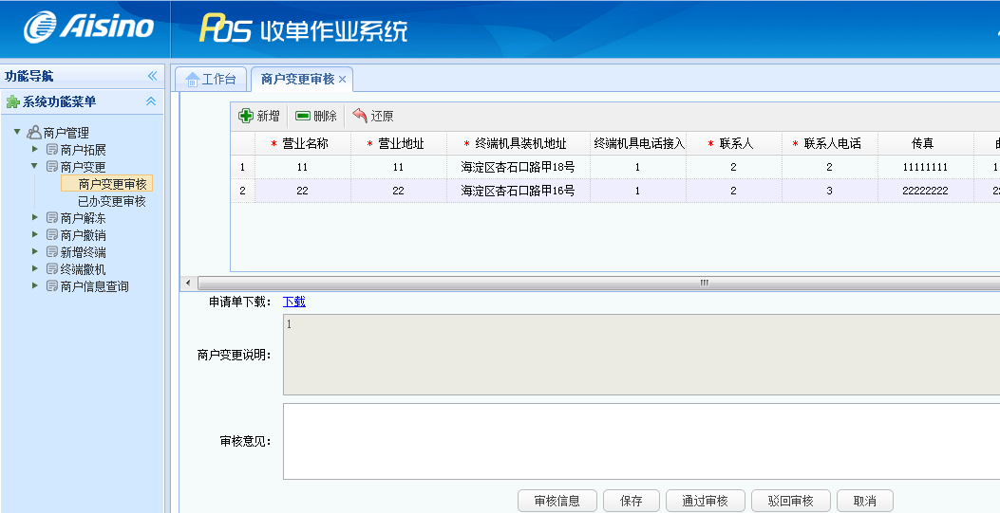 Aisino
POS 收单作业系统
功能导航
系统功能菜单
商户管理
商户拓展
商户变更
商户变更审核
已办变更审核
商户解冻
商户撤销
新增终端
终端撤机
商户信息查询
工作台 商户变更审核 ×
新增 删除 还原
* 营业名称 * 营业地址 * 终端机具装机地址 终端机具电话接入 * 联系人 * 联系人电话 传真
1 11 11 海淀区杏石口路甲18号 1 2 2 11111111 1
2 22 22 海淀区杏石口路甲16号 1 2 3 22222222 22
申请单下载: 下载
商户变更说明: 1
审核意见:
审核信息 保存 通过审核 驳回审核 取消